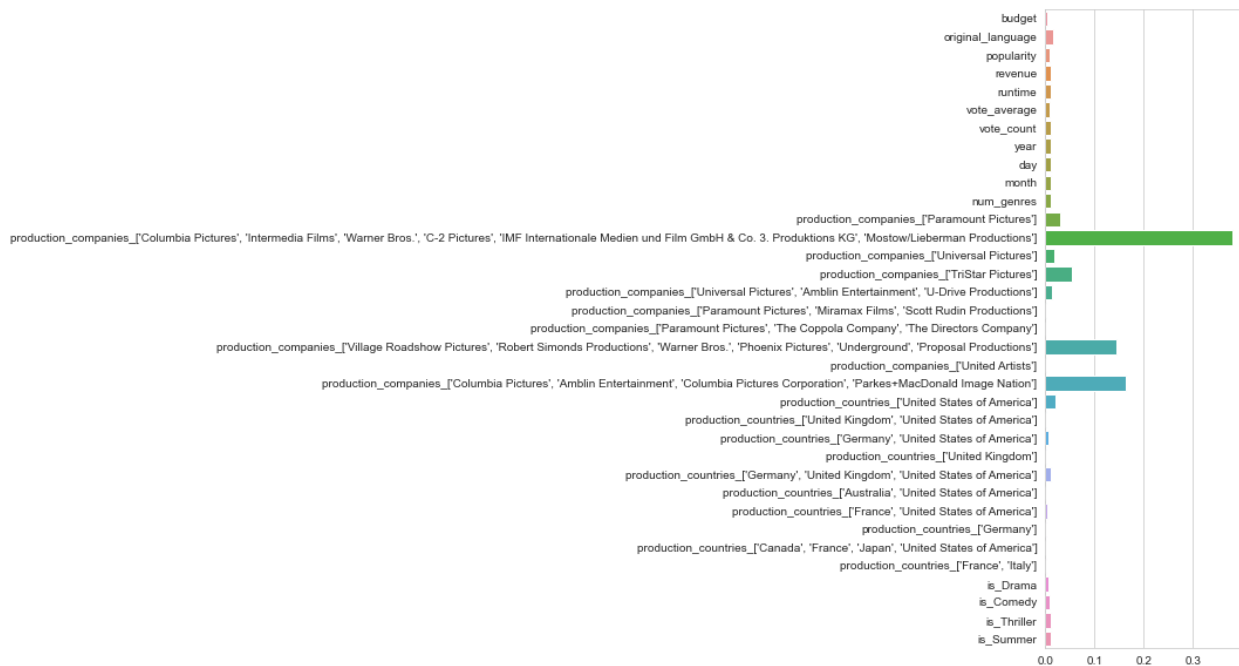 budget
original_language
popularity
revenue
runtime
vote_average
vote_count
year
day
month
num_genres
production_companies_['Paramount Pictures']
production_companies_['Columbia Pictures', 'Intermedia Films', 'Warner Bros.', 'C-2 Pictures', 'IMF Internationale Medien und Film GmbH & Co. 3. Produktions KG', 'Mostow/Lieberman Productions']
production_companies_['Universal Pictures']
production_companies_['TriStar Pictures']
production_companies_['Universal Pictures', 'Amblin Entertainment', 'U-Drive Productions']
production_companies_['Paramount Pictures', 'Miramax Films', 'Scott Rudin Productions']
production_companies_['Paramount Pictures', 'The Coppola Company', 'The Directors Company']
production_companies_['Village Roadshow Pictures', 'Robert Simonds Productions', 'Warner Bros.', 'Phoenix Pictures', 'Underground', 'Proposal Productions']
production_companies_['United Artists']
production_companies_['Columbia Pictures', 'Amblin Entertainment', 'Columbia Pictures Corporation', 'Parkes+MacDonald Image Nation']
production_countries_['United States of America']
production_countries_['United Kingdom', 'United States of America']
production_countries_['Germany', 'United States of America']
production_countries_['United Kingdom']
production_countries_['Germany', 'United Kingdom', 'United States of America']
production_countries_['Australia', 'United States of America']
production_countries_['France', 'United States of America']
production_countries_['Germany']
production_countries_['Canada', 'France', 'Japan', 'United States of America']
production_countries_['France', 'Italy']
is_Drama
is_Comedy
is_Thriller
is_Summer
0.0 0.1 0.2 0.3